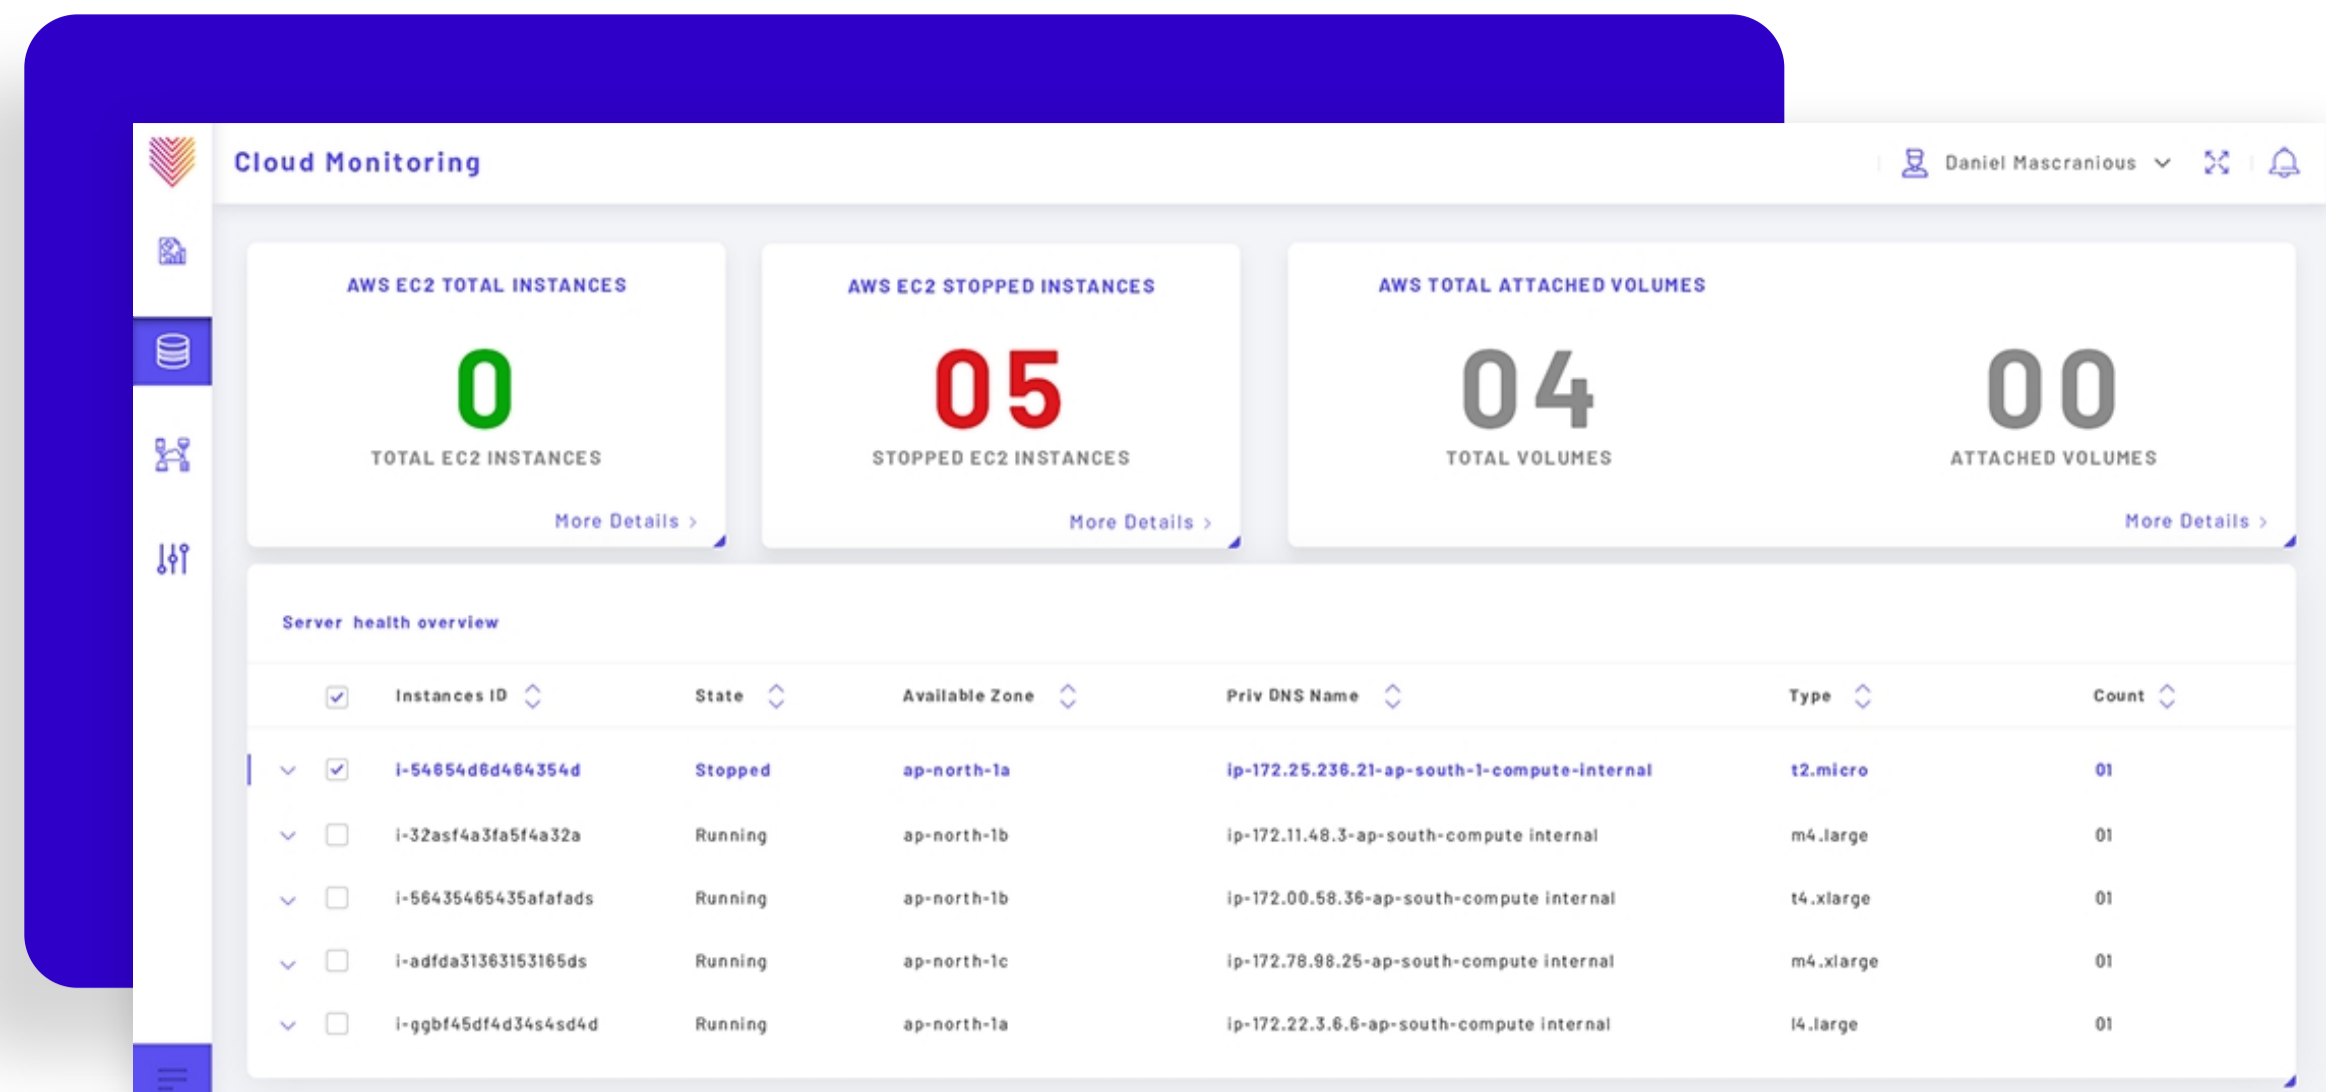 Cloud Monitoring
Daniel Mascranious
AWS EC2 TOTAL INSTANCES
0
TOTAL EC2 INSTANCES
More Details >
AWS EC2 STOPPED INSTANCES
05
STOPPED EC2 INSTANCES
More Details >
AWS TOTAL ATTACHED VOLUMES
04
TOTAL VOLUMES
00
ATTACHED VOLUMES
More Details >
Server health overview
Instances ID State Available Zone Priv DNS Name Type Count
i-54654d6d464354d Stopped ap-north-1a ip-172.25.236.21-ap-south-1-compute-internal t2.micro 01
i-32asf4a3fa5f4a32a Running ap-north-1b ip-172.11.48.3-ap-south-compute internal m4.large 01
i-56435465435afafads Running ap-north-1b ip-172.00.58.36-ap-south-compute internal t4.xlarge 01
i-adfda31363153165ds Running ap-north-1c ip-172.78.98.25-ap-south-compute internal m4.xlarge 01
i-ggbf45df4d34s4sd4d Running ap-north-1a ip-172.22.3.6.6-ap-south-compute internal l4.large 01